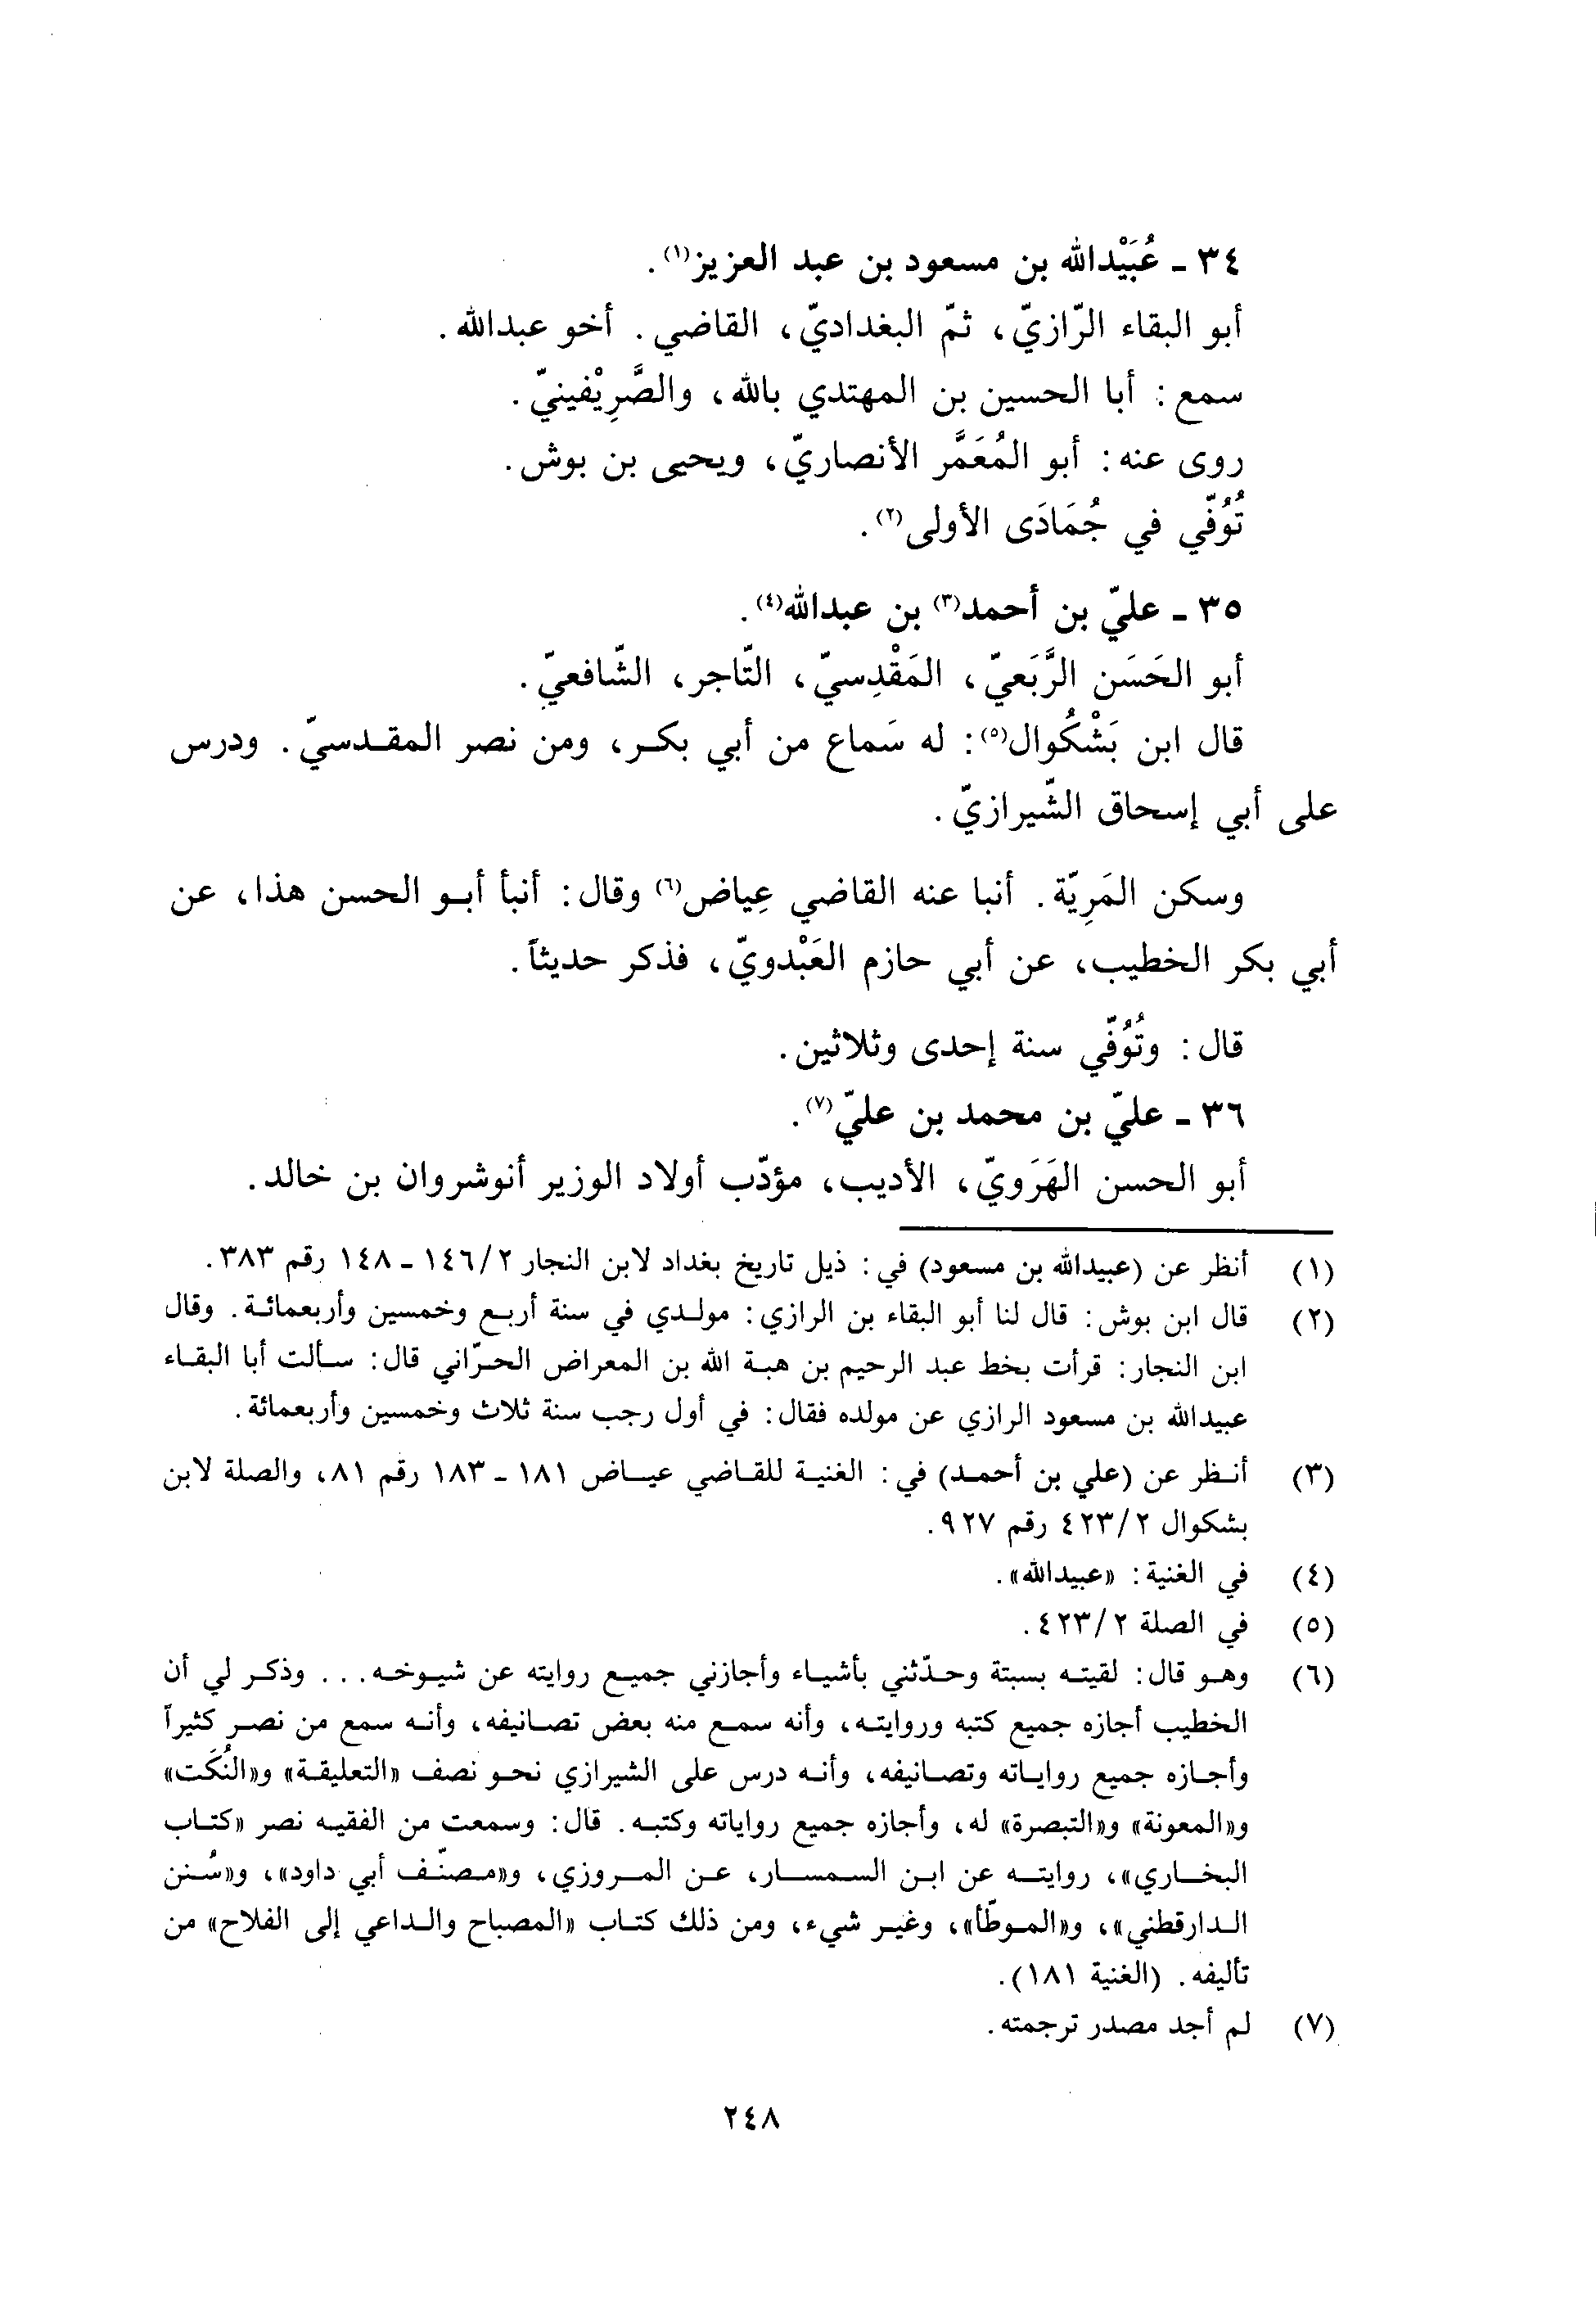 ٣٤ - عُبَيْدالله بن مسعود بن عبد العزيز(١).
أبو البقاء الرّازيّ، ثمّ البغداديّ، القاضي. أخو عبدالله.
سمع: أبا الحسين بن المهتدي بالله، والصَّرِيْفينيّ.
روى عنه: أبو المُعَمَّر الأنصاريّ، ويحيى بن بوش.
تُوُفّي في جُمَادَى الأولى(٢).
٣٥ - عليّ بن أحمد(٣) بن عبدالله(٤).
أبو الحَسَن الرَّبَعيّ، المَقْدِسيّ، التّاجر، الشّافعيّ.
قال ابن بَشْكُوال(٥): له سَماع من أبي بكر، ومن نصر المقدسيّ. ودرس
على أبي إسحاق الشّيرازيّ.
وسكن المَرِيّة. أنبا عنه القاضي عِياض(٦) وقال: أنبأ أبو الحسن هذا، عن
أبي بكر الخطيب، عن أبي حازم العَبْدويّ، فذكر حديثاً.
قال: وتُوُفّي سنة إحدى وثلاثين.
٣٦ - عليّ بن محمد بن عليّ(٧).
أبو الحسن الهَرَويّ، الأديب، مؤدّب أولاد الوزير أنوشروان بن خالد.
(١) أنظر عن (عبيدالله بن مسعود) في: ذيل تاريخ بغداد لابن النجار ١٤٦/٢ - ١٤٨ رقم ٣٨٣.
(٢) قال ابن بوش: قال لنا أبو البقاء بن الرازي: مولدي في سنة أربع وخمسين وأربعمائة. وقال
ابن النجار: قرأت بخط عبد الرحيم بن هبة الله بن المعراض الحرّاني قال: سألت أبا البقاء
عبيدالله بن مسعود الرازي عن مولده فقال: في أول رجب سنة ثلاث وخمسين وأربعمائة.
(٣) أنظر عن (علي بن أحمد) في: الغنية للقاضي عياض ١٨١ - ١٨٣ رقم ٨١، والصلة لابن
بشكوال ٤٢٣/٢ رقم ٩٢٧.
(٤) في الغنية: «عبيدالله».
(٥) في الصلة ٤٢٣/٢.
(٦) وهو قال: لقيته بسبتة وحدّثني بأشياء وأجازني جميع روايته عن شيوخه... وذكر لي أن
الخطيب أجازه جميع كتبه وروايته، وأنه سمع منه بعض تصانيفه، وأنه سمع من نصر كثيراً
وأجازه جميع رواياته وتصانيفه، وأنه درس على الشيرازي نحو نصف «التعليقة» و«النُكَت»
و«المعونة» و«التبصرة» له، وأجازه جميع رواياته وكتبه. قال: وسمعت من الفقيه نصر «كتاب
البخاري»، روايته عن ابن السمسار، عن المروزي، و«مصنّف أبي داود»، و«سُنن
الدارقطني»، و«الموطّأ»، وغير شيء، ومن ذلك كتاب «المصباح والداعي إلى الفلاح» من
تأليفه. (الغنية ١٨١).
(٧) لم أجد مصدر ترجمته.
٢٤٨